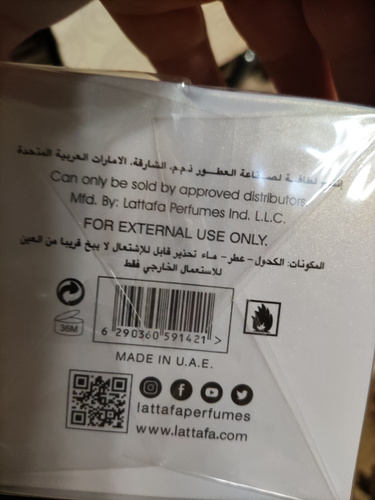 إنتاج لطافة لصناعة العطور ذ.م.م. الشارقة. الامارات العربية المتحدة
Can only be sold by approved distributors
Mfd. By: Lattafa Perfumes Ind. L.L.C.
FOR EXTERNAL USE ONLY.
المكونات: الكحول - عطر - ماء تحذير قابل للإشتعال لا يبخ قريبا من العين
للاستعمال الخارجي فقط
36M
6 290360 591421 >
MADE IN U.A.E.
lattafaperfumes
www.lattafa.com